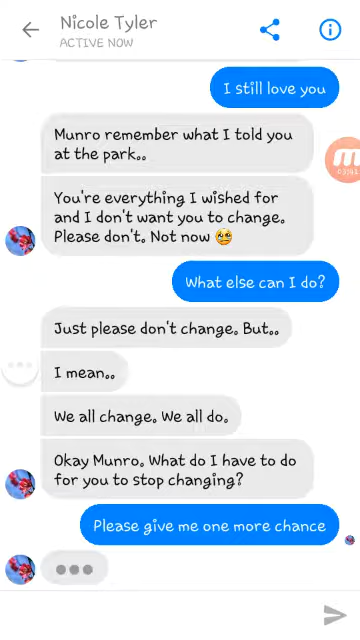 Nicole Tyler
ACTIVE NOW
I still love you
Munro remember what I told you
at the park..
You're everything I wished for
and I don't want you to change.
Please don't. Not now 😢
What else can I do?
Just please don't change. But..
I mean..
We all change. We all do.
Okay Munro. What do I have to do
for you to stop changing?
Please give me one more chance